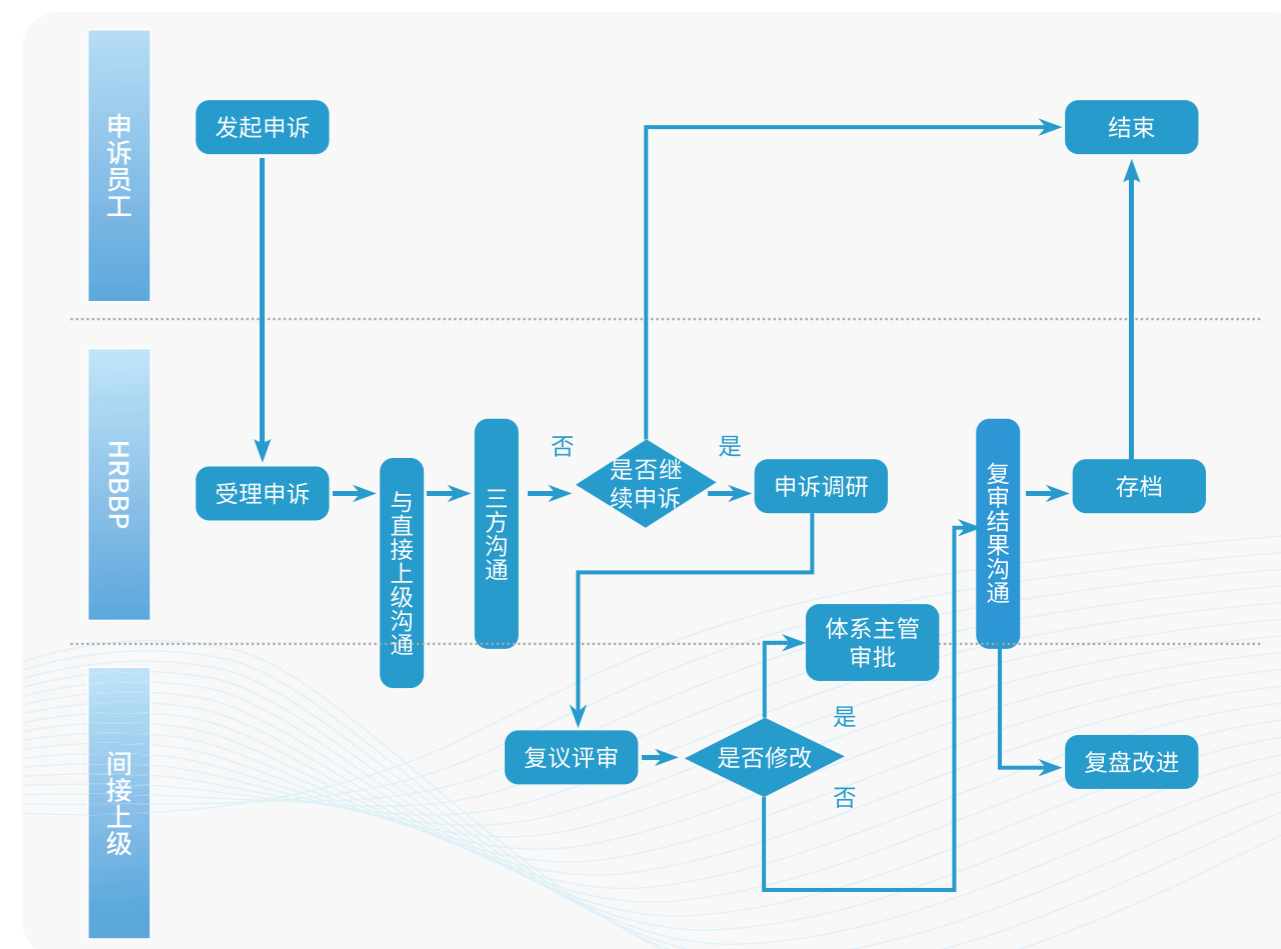 申诉员工
发起申诉
结束
HRBBP
受理申诉
与直接上级沟通
三方沟通
否
是否继
续申诉
是
申诉调研
复审结果沟通
存档
体系主管
审批
间接上级
复议评审
是否修改
是
否
复盘改进